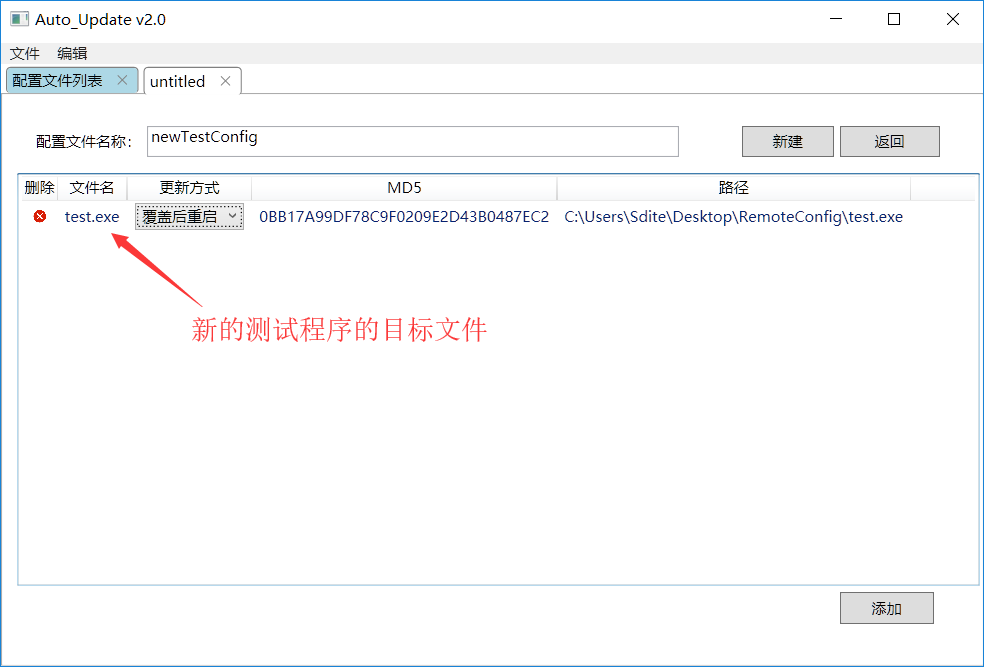 Auto_Update v2.0
文件 编辑
配置文件列表 untitled
配置文件名称: newTestConfig 新建 返回
删除 文件名 更新方式 MD5 路径
test.exe 覆盖后重启 0BB17A99DF78C9F0209E2D43B0487EC2 C:\Users\Sdite\Desktop\RemoteConfig\test.exe
新的测试程序的目标文件
添加